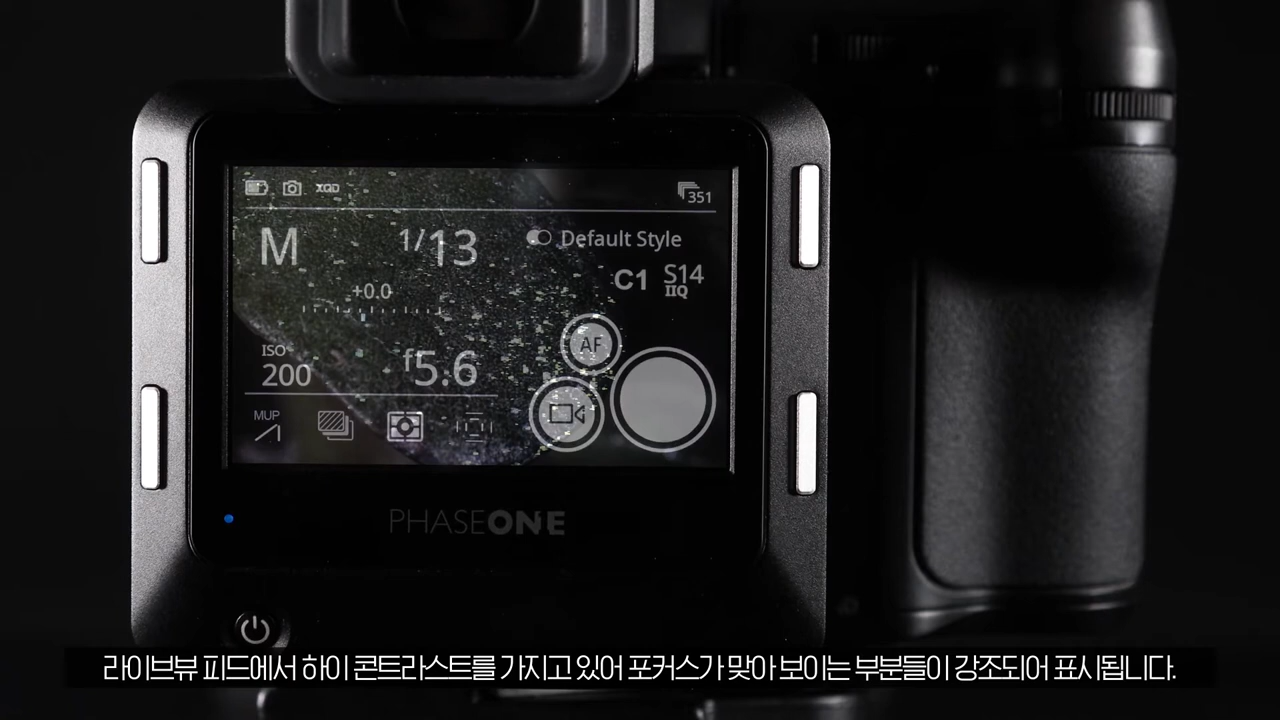 XQD
351
M
1/13
Default Style
+0.0
C1
S14
IIQ
AF
ISO
200
f5.6
MUP
PHASEONE
라이브뷰 피드에서 하이 콘트라스트를 가지고 있어 포커스가 맞아 보이는 부분들이 강조되어 표시됩니다.